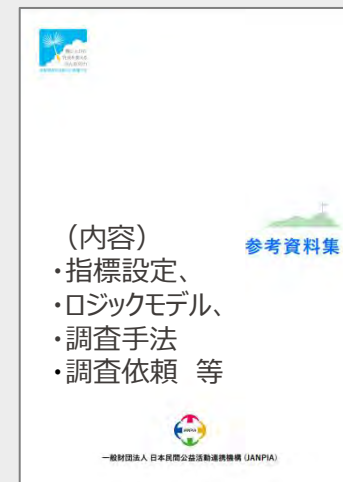 参考資料集
（内容）
・指標設定、
・ロジックモデル、
・調査手法
・調査依頼　等
JANPIA
一般財団法人 日本民間公益活動連携機構（JANPIA）